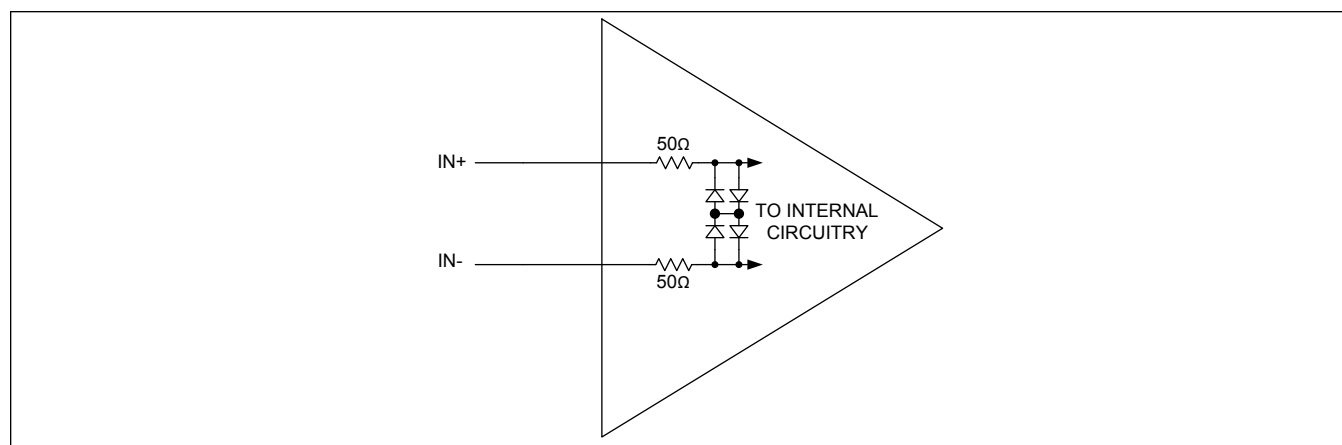 50Ω
IN+
TO INTERNAL
CIRCUITRY
IN-
50Ω